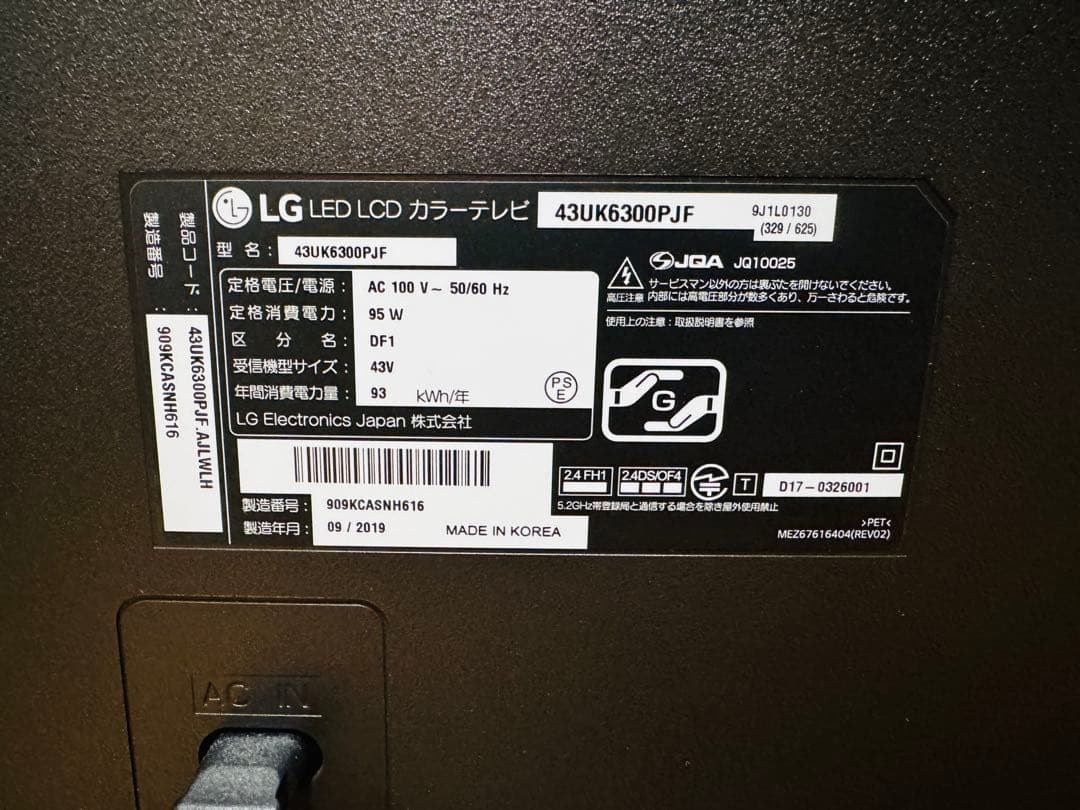 LG LED LCD カラーテレビ 43UK6300PJF
9J1L0130
(329 / 625)
型 名 : 43UK6300PJF
定格電圧/電源 : AC 100 V ~ 50/60 Hz
定格消費電力 : 95 W
区 分 名 : DF1
受信機型サイズ : 43V
年間消費電力量 : 93 kWh/年
PS
E
LG Electronics Japan 株式会社
製造番号 : 909KCASNH616
製造年月 : 09 / 2019 MADE IN KOREA
製品コード : 43UK6300PJF.AJLWLH
製造番号 : 909KCASNH616
JQA JQ10025
高圧注意
サービスマン以外の方は裏ぶたを開けないでください。
内部には高電圧部分が数多くあり、万一さわると危険です。
使用上の注意 : 取扱説明書を参照
G
2.4 FH1 2.4DS/OF4 T D17-0326001
5.2GHz帯登録局と通信する場合を除き屋外使用禁止
>PET<
MEZ67616404(REV02)
AC IN